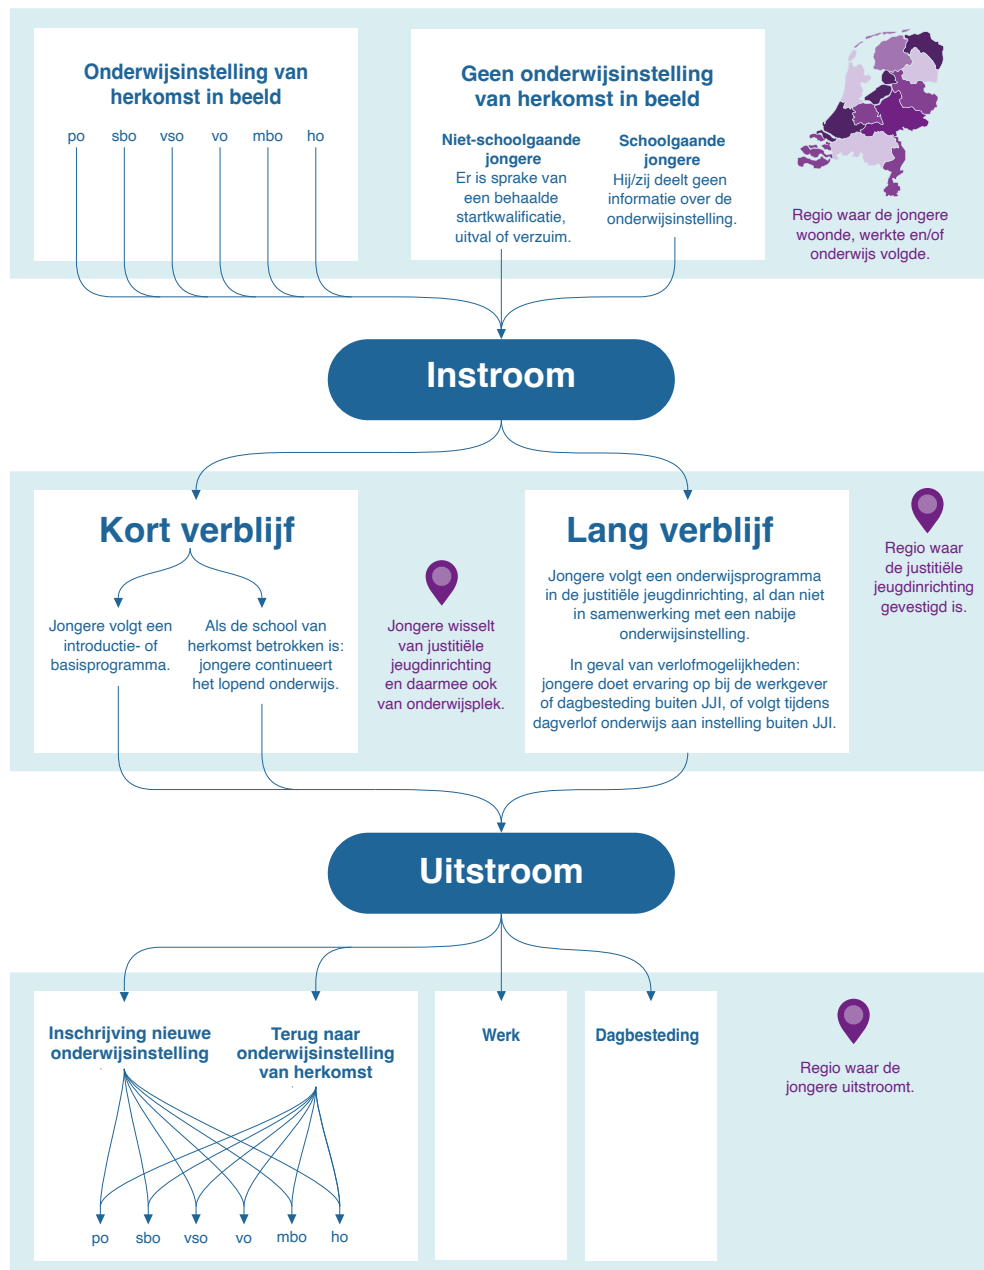 Onderwijsinstelling van
herkomst in beeld
po sbo vso vo mbo ho
Geen onderwijsinstelling
van herkomst in beeld
Niet-schoolgaande
jongere
Er is sprake van
een behaalde
startkwalificatie,
uitval of verzuim.
Schoolgaande
jongere
Hij/zij deelt geen
informatie over de
onderwijsinstelling.
Regio waar de jongere
woonde, werkte en/of
onderwijs volgde.
Instroom
Kort verblijf
Jongere volgt een
introductie- of
basisprogramma.
Als de school van
herkomst betrokken is:
jongere continueert
het lopend onderwijs.
Jongere wisselt
van justitiële
jeugdinrichting
en daarmee ook
van onderwijsplek.
Lang verblijf
Jongere volgt een onderwijsprogramma
in de justitiële jeugdinrichting, al dan niet
in samenwerking met een nabije
onderwijsinstelling.
In geval van verlofmogelijkheden:
jongere doet ervaring op bij de werkgever
of dagbesteding buiten JJI, of volgt tijdens
dagverlof onderwijs aan instelling buiten JJI.
Regio waar
de justitiële
jeugdinrichting
gevestigd is.
Uitstroom
Inschrijving nieuwe
onderwijsinstelling
Terug naar
onderwijsinstelling
van herkomst
po sbo vso vo mbo ho
Werk
Dagbesteding
Regio waar de
jongere uitstroomt.